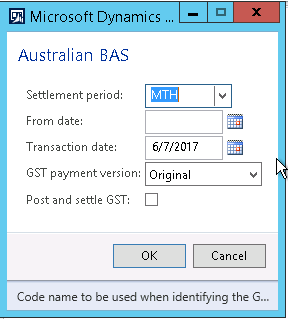 Microsoft Dynamics ...
Australian BAS
Settlement period: MTH
From date:
Transaction date: 6/7/2017
GST payment version: Original
Post and settle GST:
OK Cancel
Code name to be used when identifying the G...